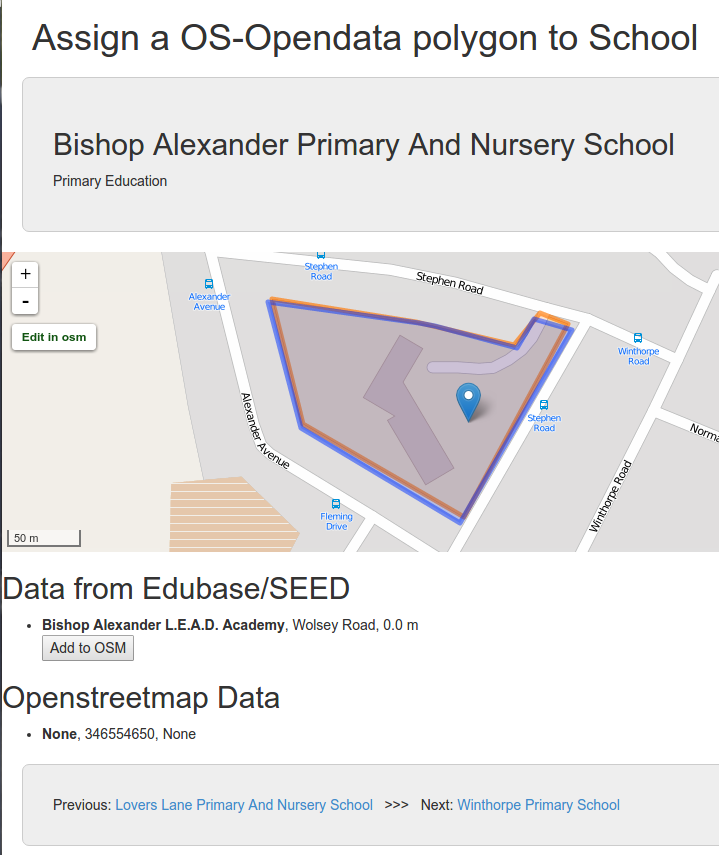 Assign a OS-Opendata polygon to School
Bishop Alexander Primary And Nursery School
Primary Education
+
-
Edit in osm
Stephen
Road
Stephen Road
Alexander
Avenue
Winthorpe
Road
Alexander Avenue
Stephen
Road
Norma
Winthorpe Road
Fleming
Drive
50 m
Data from Edubase/SEED
• Bishop Alexander L.E.A.D. Academy, Wolsey Road, 0.0 m
Add to OSM
Openstreetmap Data
• None, 346554650, None
Previous: Lovers Lane Primary And Nursery School >>> Next: Winthorpe Primary School